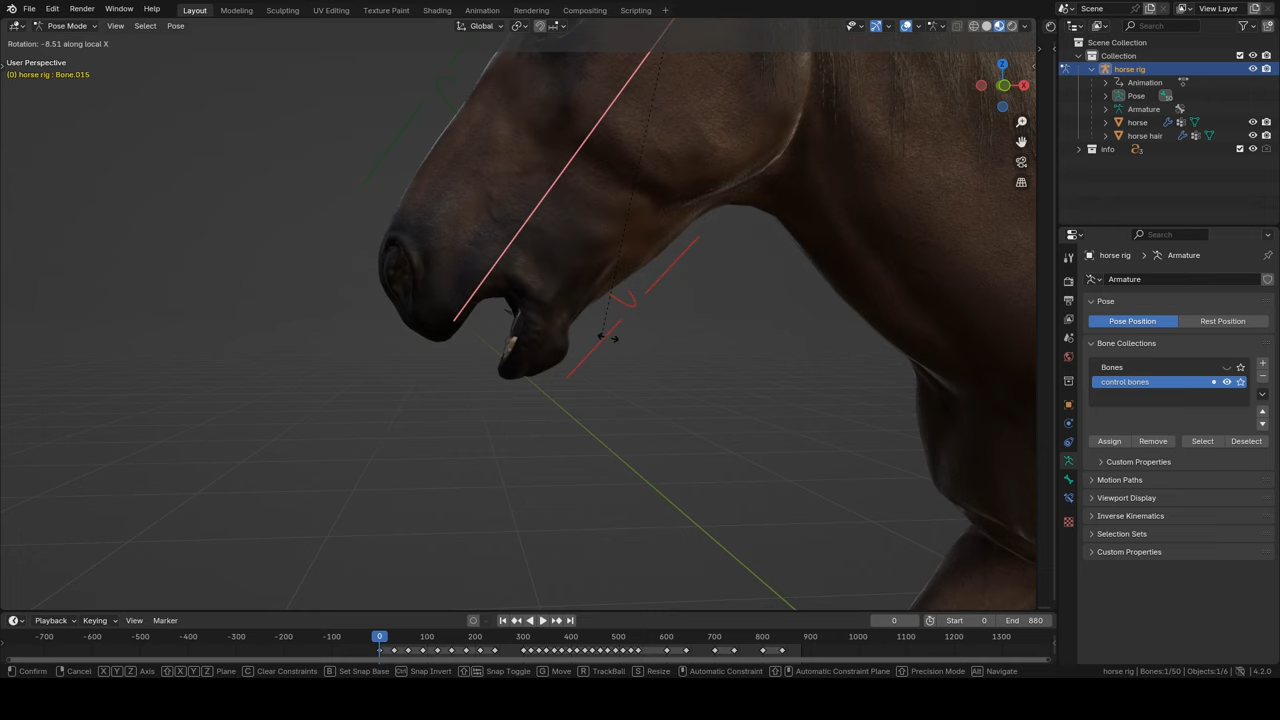 File Edit Render Window Help Layout Modeling Sculpting UV Editing Texture Paint Shading Animation Rendering Compositing Scripting + Scene View Layer
Pose Mode View Select Pose Global Options Search
Rotation: -8.51 along local X
User Perspective
(0) horse rig : Bone.015
Z
X
Scene Collection
Collection
horse rig
Animation
Pose 50
Armature
horse
horse hair
info 3
Search
horse rig Armature
Armature
Pose
Pose Position Rest Position
Bone Collections
Bones
control bones
Assign Remove Select Deselect
Custom Properties
Motion Paths
Viewport Display
Inverse Kinematics
Selection Sets
Custom Properties
Playback Keying View Marker 0 Start 0 End 880
-700 -600 -500 -400 -300 -200 -100 0 100 200 300 400 500 600 700 800 900 1000 1100 1200 1300
Confirm Cancel X Y Z Axis X Y Z Plane C Clear Constraints B Set Snap Base Ctrl Snap Invert Snap Toggle G Move R TrackBall S Resize Automatic Constraint Automatic Constraint Plane Precision Mode Alt Navigate horse rig | Bones:1/50 | Objects:1/6 4.2.0